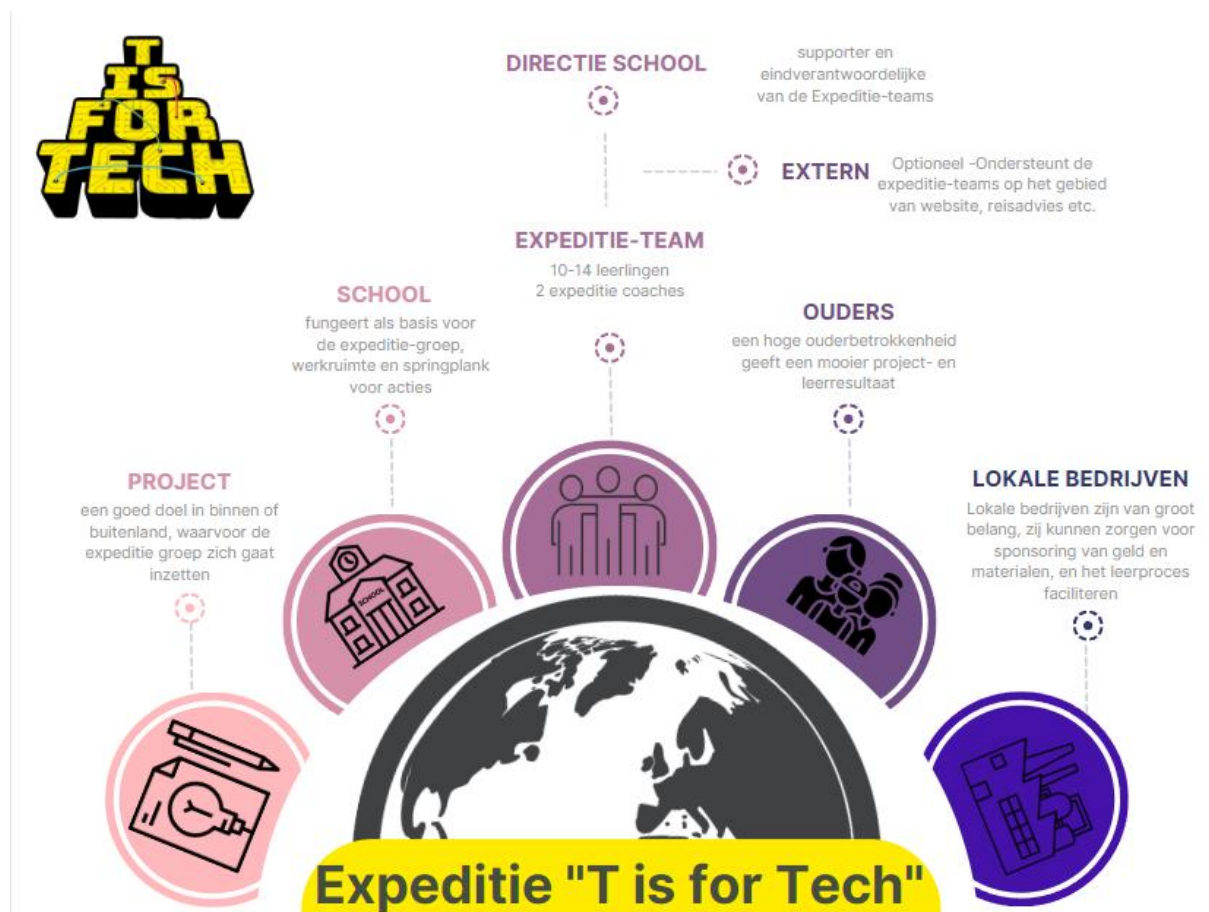 T
IS
FOR
TECH
DIRECTIE SCHOOL
supporter en
eindverantwoordelijke
van de Expeditie-teams
EXTERN
Optioneel -Ondersteunt de
expeditie-teams op het gebied
van website, reisadvies etc.
EXPEDITIE-TEAM
10-14 leerlingen
2 expeditie coaches
SCHOOL
fungeert als basis voor
de expeditie-groep,
werkruimte en springplank
voor acties
OUDERS
een hoge ouderbetrokkenheid
geeft een mooier project- en
leerresultaat
PROJECT
een goed doel in binnen of
buitenland, waarvoor de
expeditie groep zich gaat
inzetten
LOKALE BEDRIJVEN
Lokale bedrijven zijn van groot
belang, zij kunnen zorgen voor
sponsoring van geld en
materialen, en het leerproces
faciliteren
SCHOOL
Expeditie "T is for Tech"